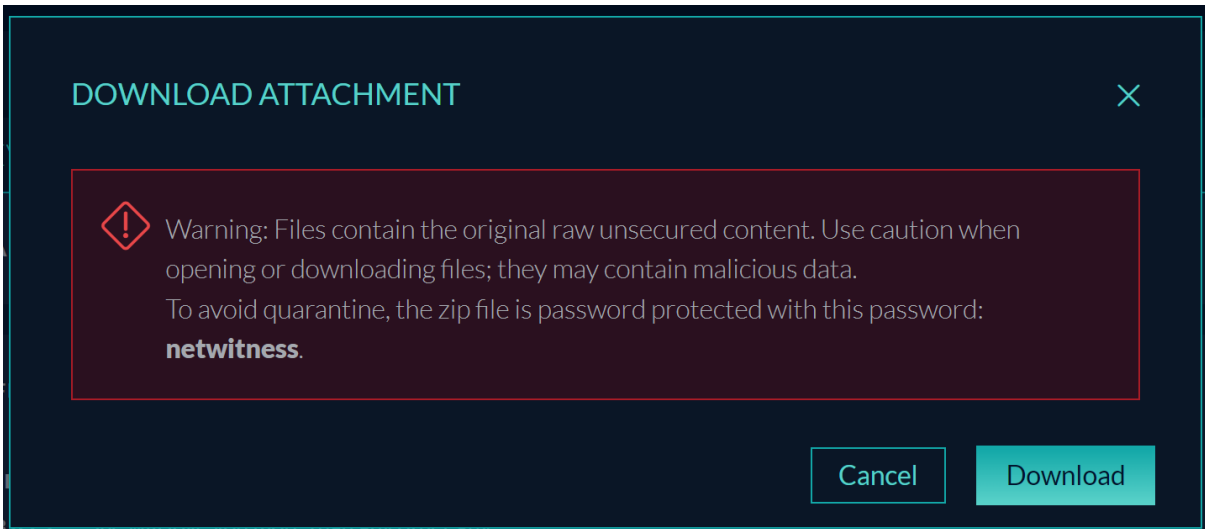 DOWNLOAD ATTACHMENT
Warning: Files contain the original raw unsecured content. Use caution when
opening or downloading files; they may contain malicious data.
To avoid quarantine, the zip file is password protected with this password:
netwitness.
Cancel
Download